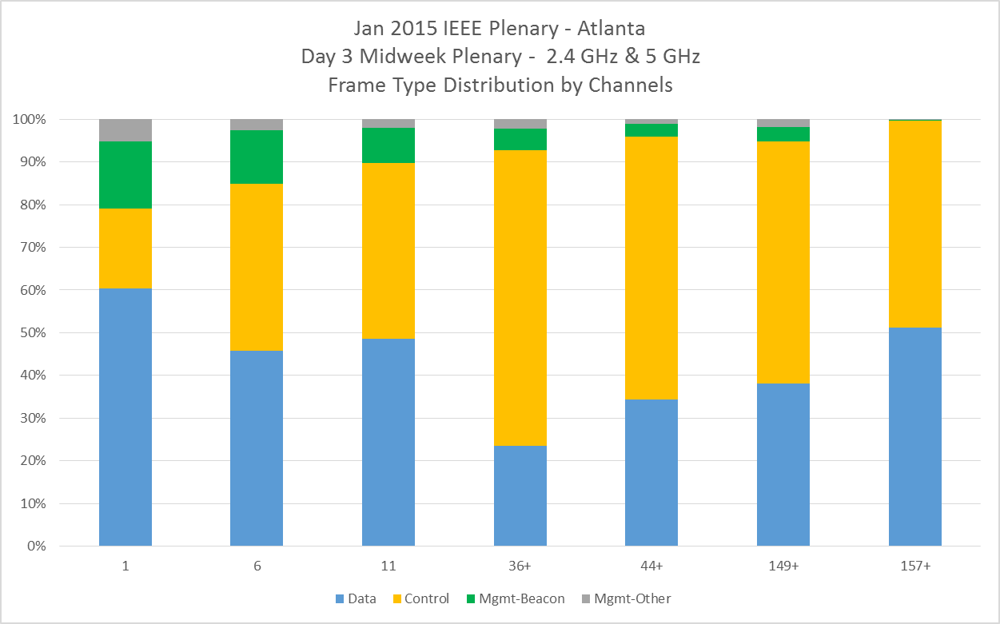 Jan 2015 IEEE Plenary - Atlanta
Day 3 Midweek Plenary - 2.4 GHz & 5 GHz
Frame Type Distribution by Channels
100%
90%
80%
70%
60%
50%
40%
30%
20%
10%
0%
1 6 11 36+ 44+ 149+ 157+
Data Control Mgmt-Beacon Mgmt-Other